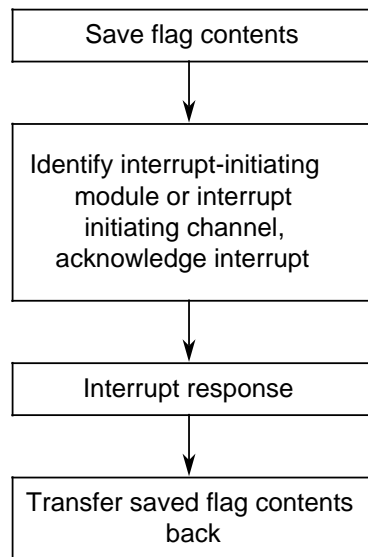 Save flag contents
Identify interrupt-initiating
module or interrupt
initiating channel,
acknowledge interrupt
Interrupt response
Transfer saved flag contents
back